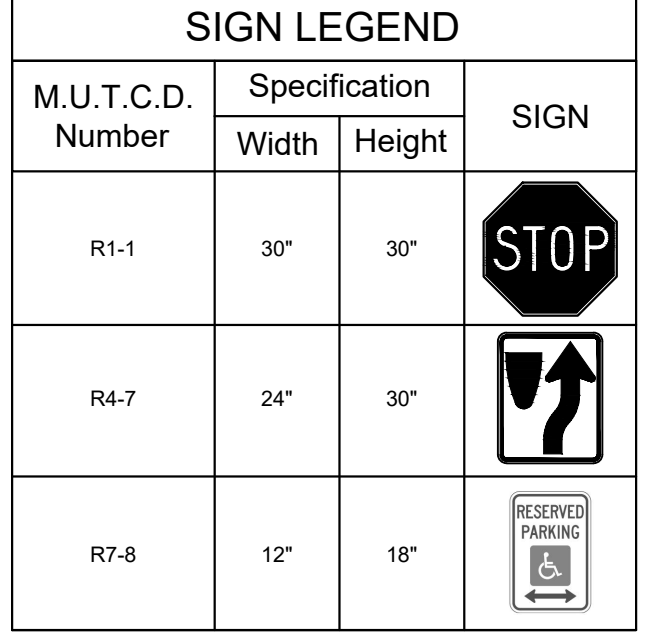 SIGN LEGEND
M.U.T.C.D.
Number
Specification
Width Height
SIGN
R1-1 30" 30" STOP
R4-7 24" 30"
R7-8 12" 18"
RESERVED
PARKING